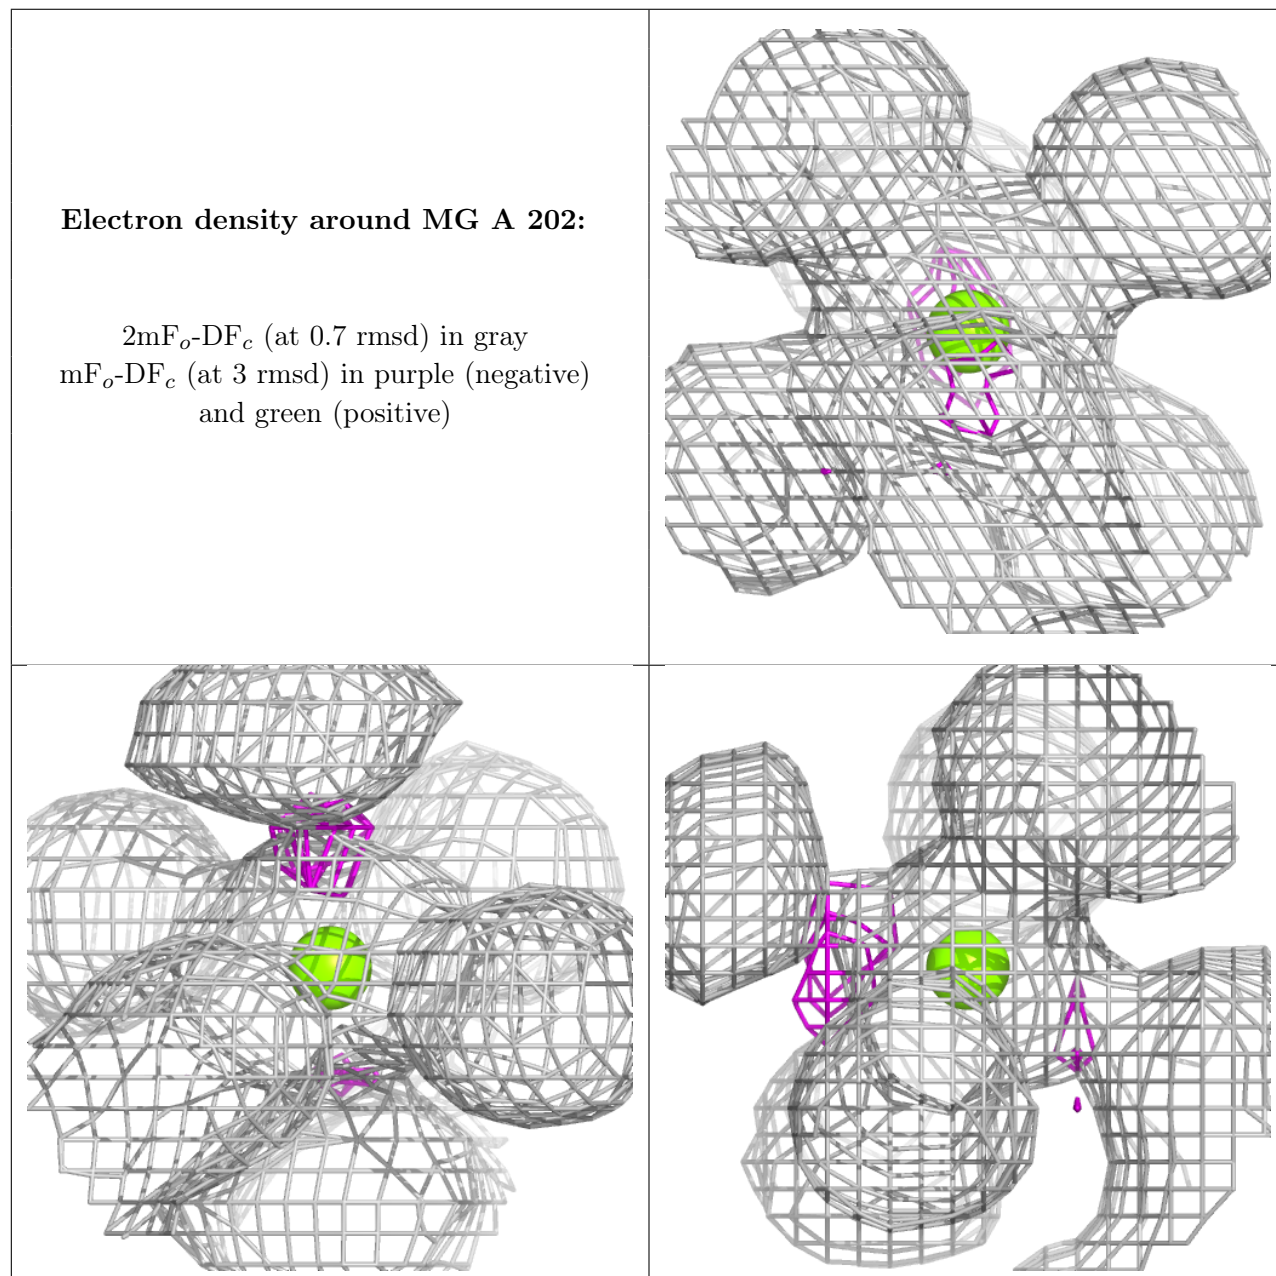 Electron density around MG A 202:
2mFo-DFc (at 0.7 rmsd) in gray
mFo-DFc (at 3 rmsd) in purple (negative)
and green (positive)